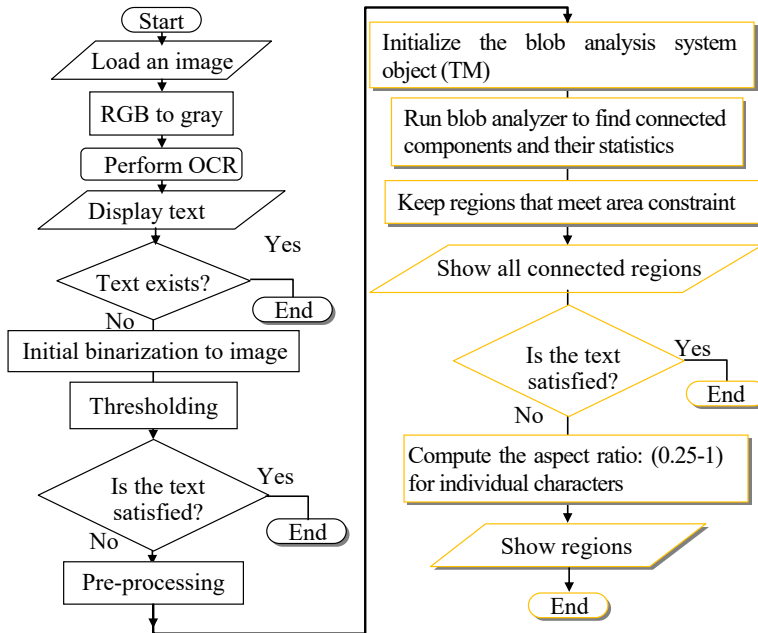 Start
Load an image
RGB to gray
Perform OCR
Display text
Yes
Text exists?
End
No
Initial binarization to image
Thresholding
Yes
Is the text
satisfied?
End
No
Pre-processing
Initialize the blob analysis system
object (TM)
Run blob analyzer to find connected
components and their statistics
Keep regions that meet area constraint
Show all connected regions
Is the text
satisfied?
Yes
End
No
Compute the aspect ratio: (0.25-1)
for individual characters
Show regions
End